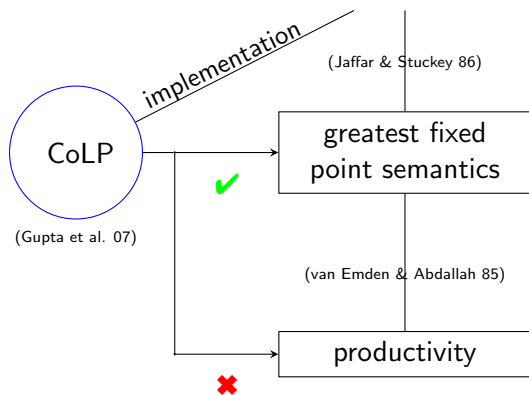 implementation
(Jaffar & Stuckey 86)
CoLP
greatest fixed
point semantics
(Gupta et al. 07)
(van Emden & Abdallah 85)
productivity